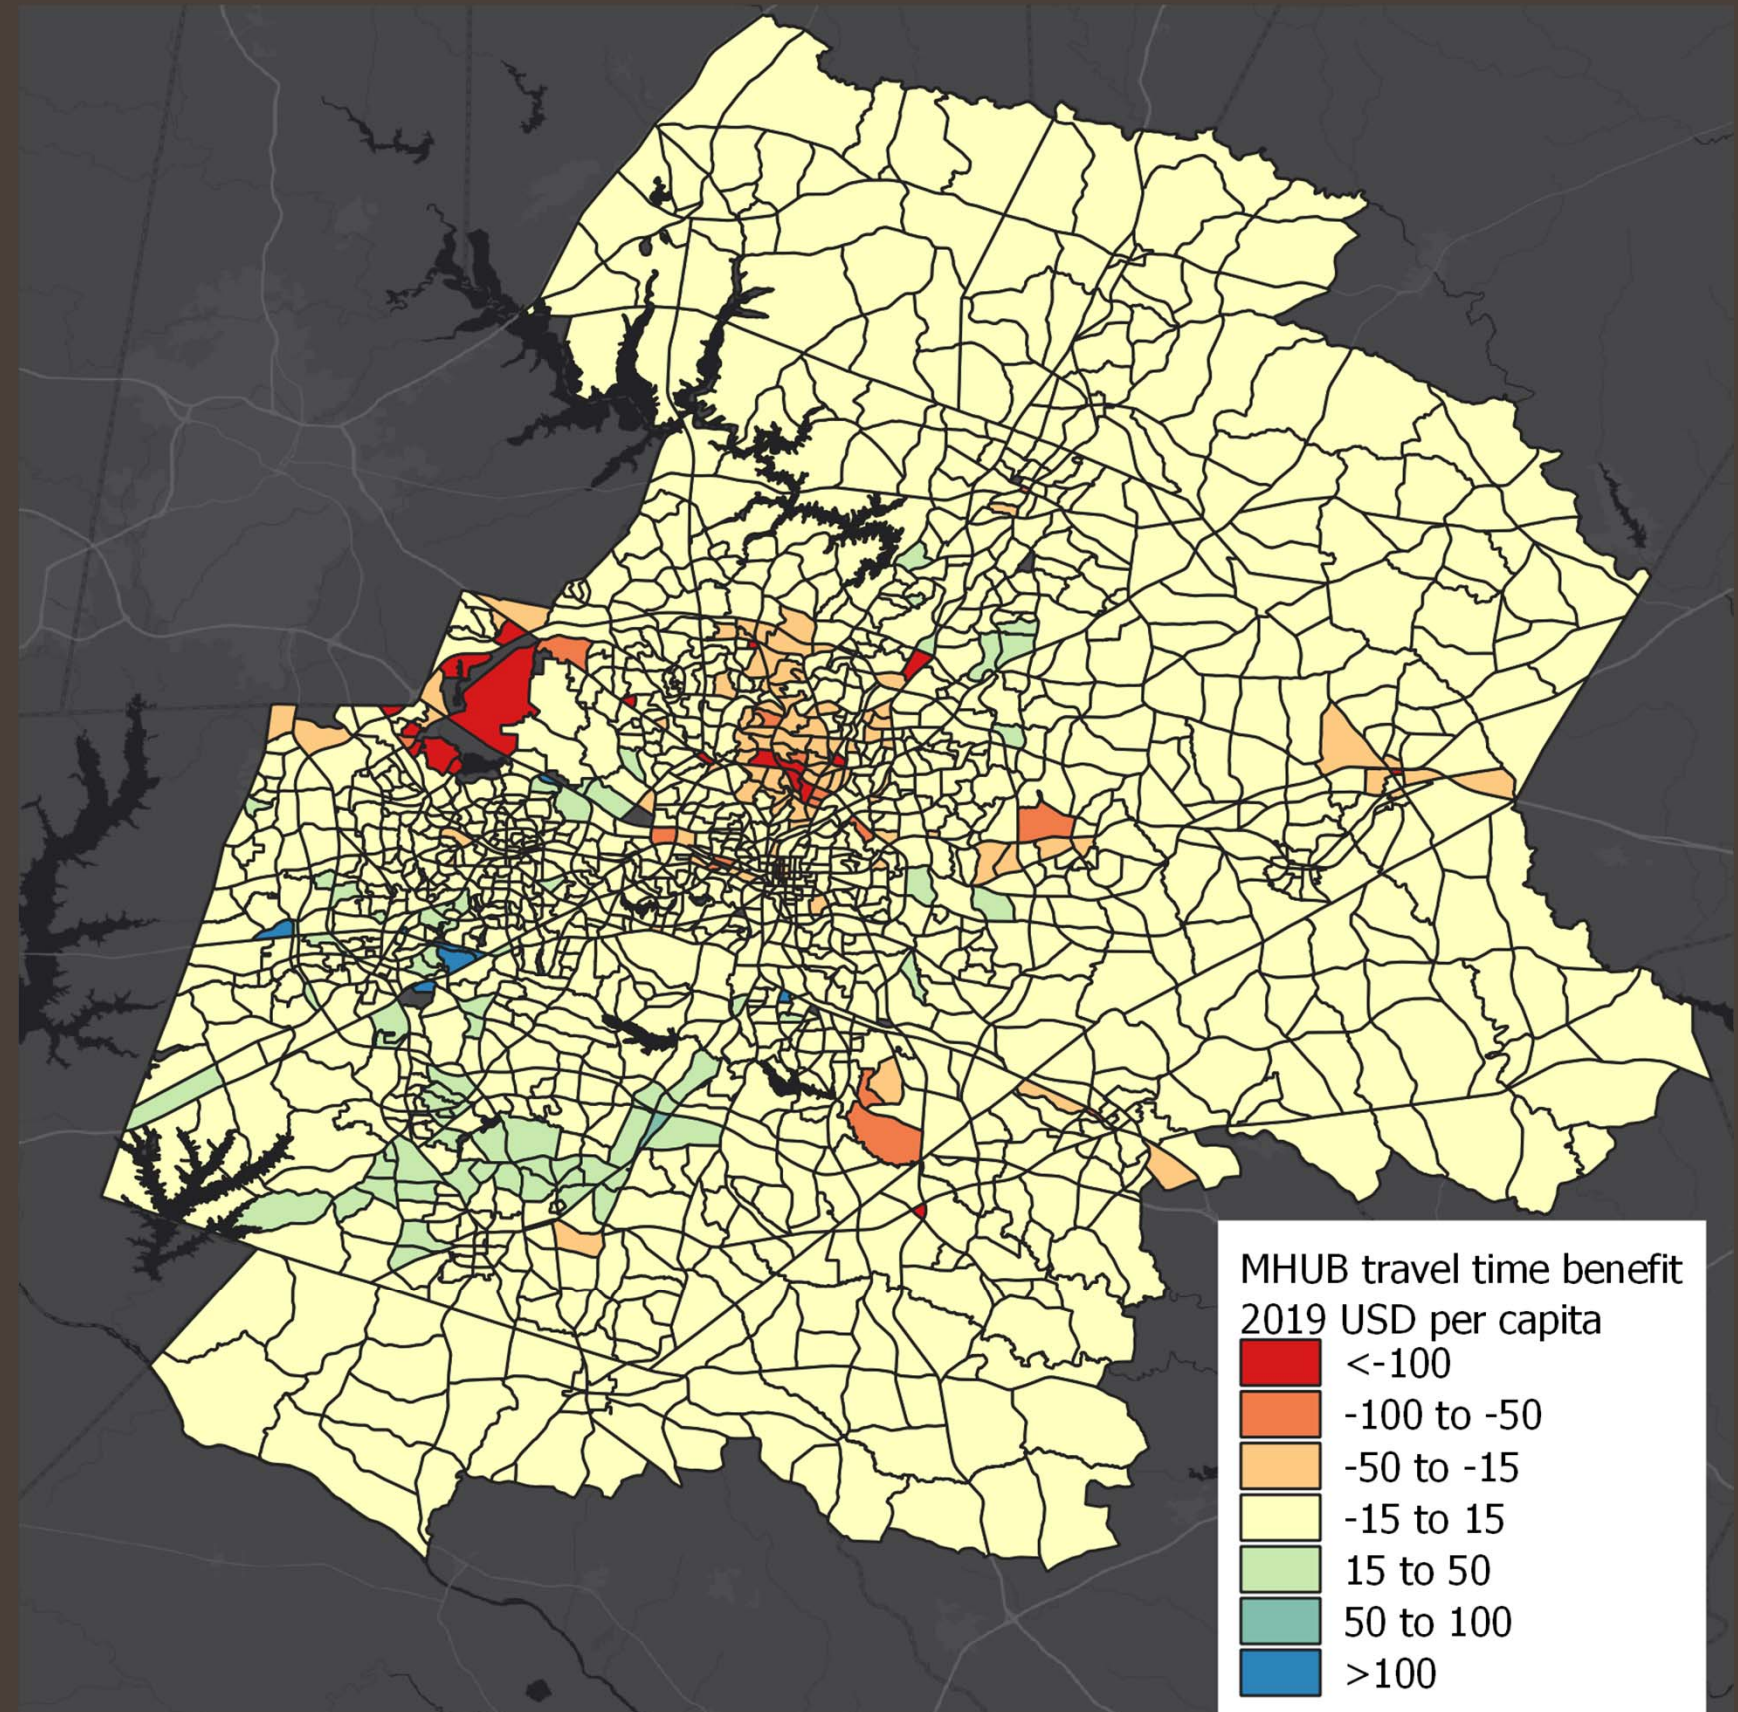 MHUB travel time benefit
2019 USD per capita
<-100
-100 to -50
-50 to -15
-15 to 15
15 to 50
50 to 100
>100